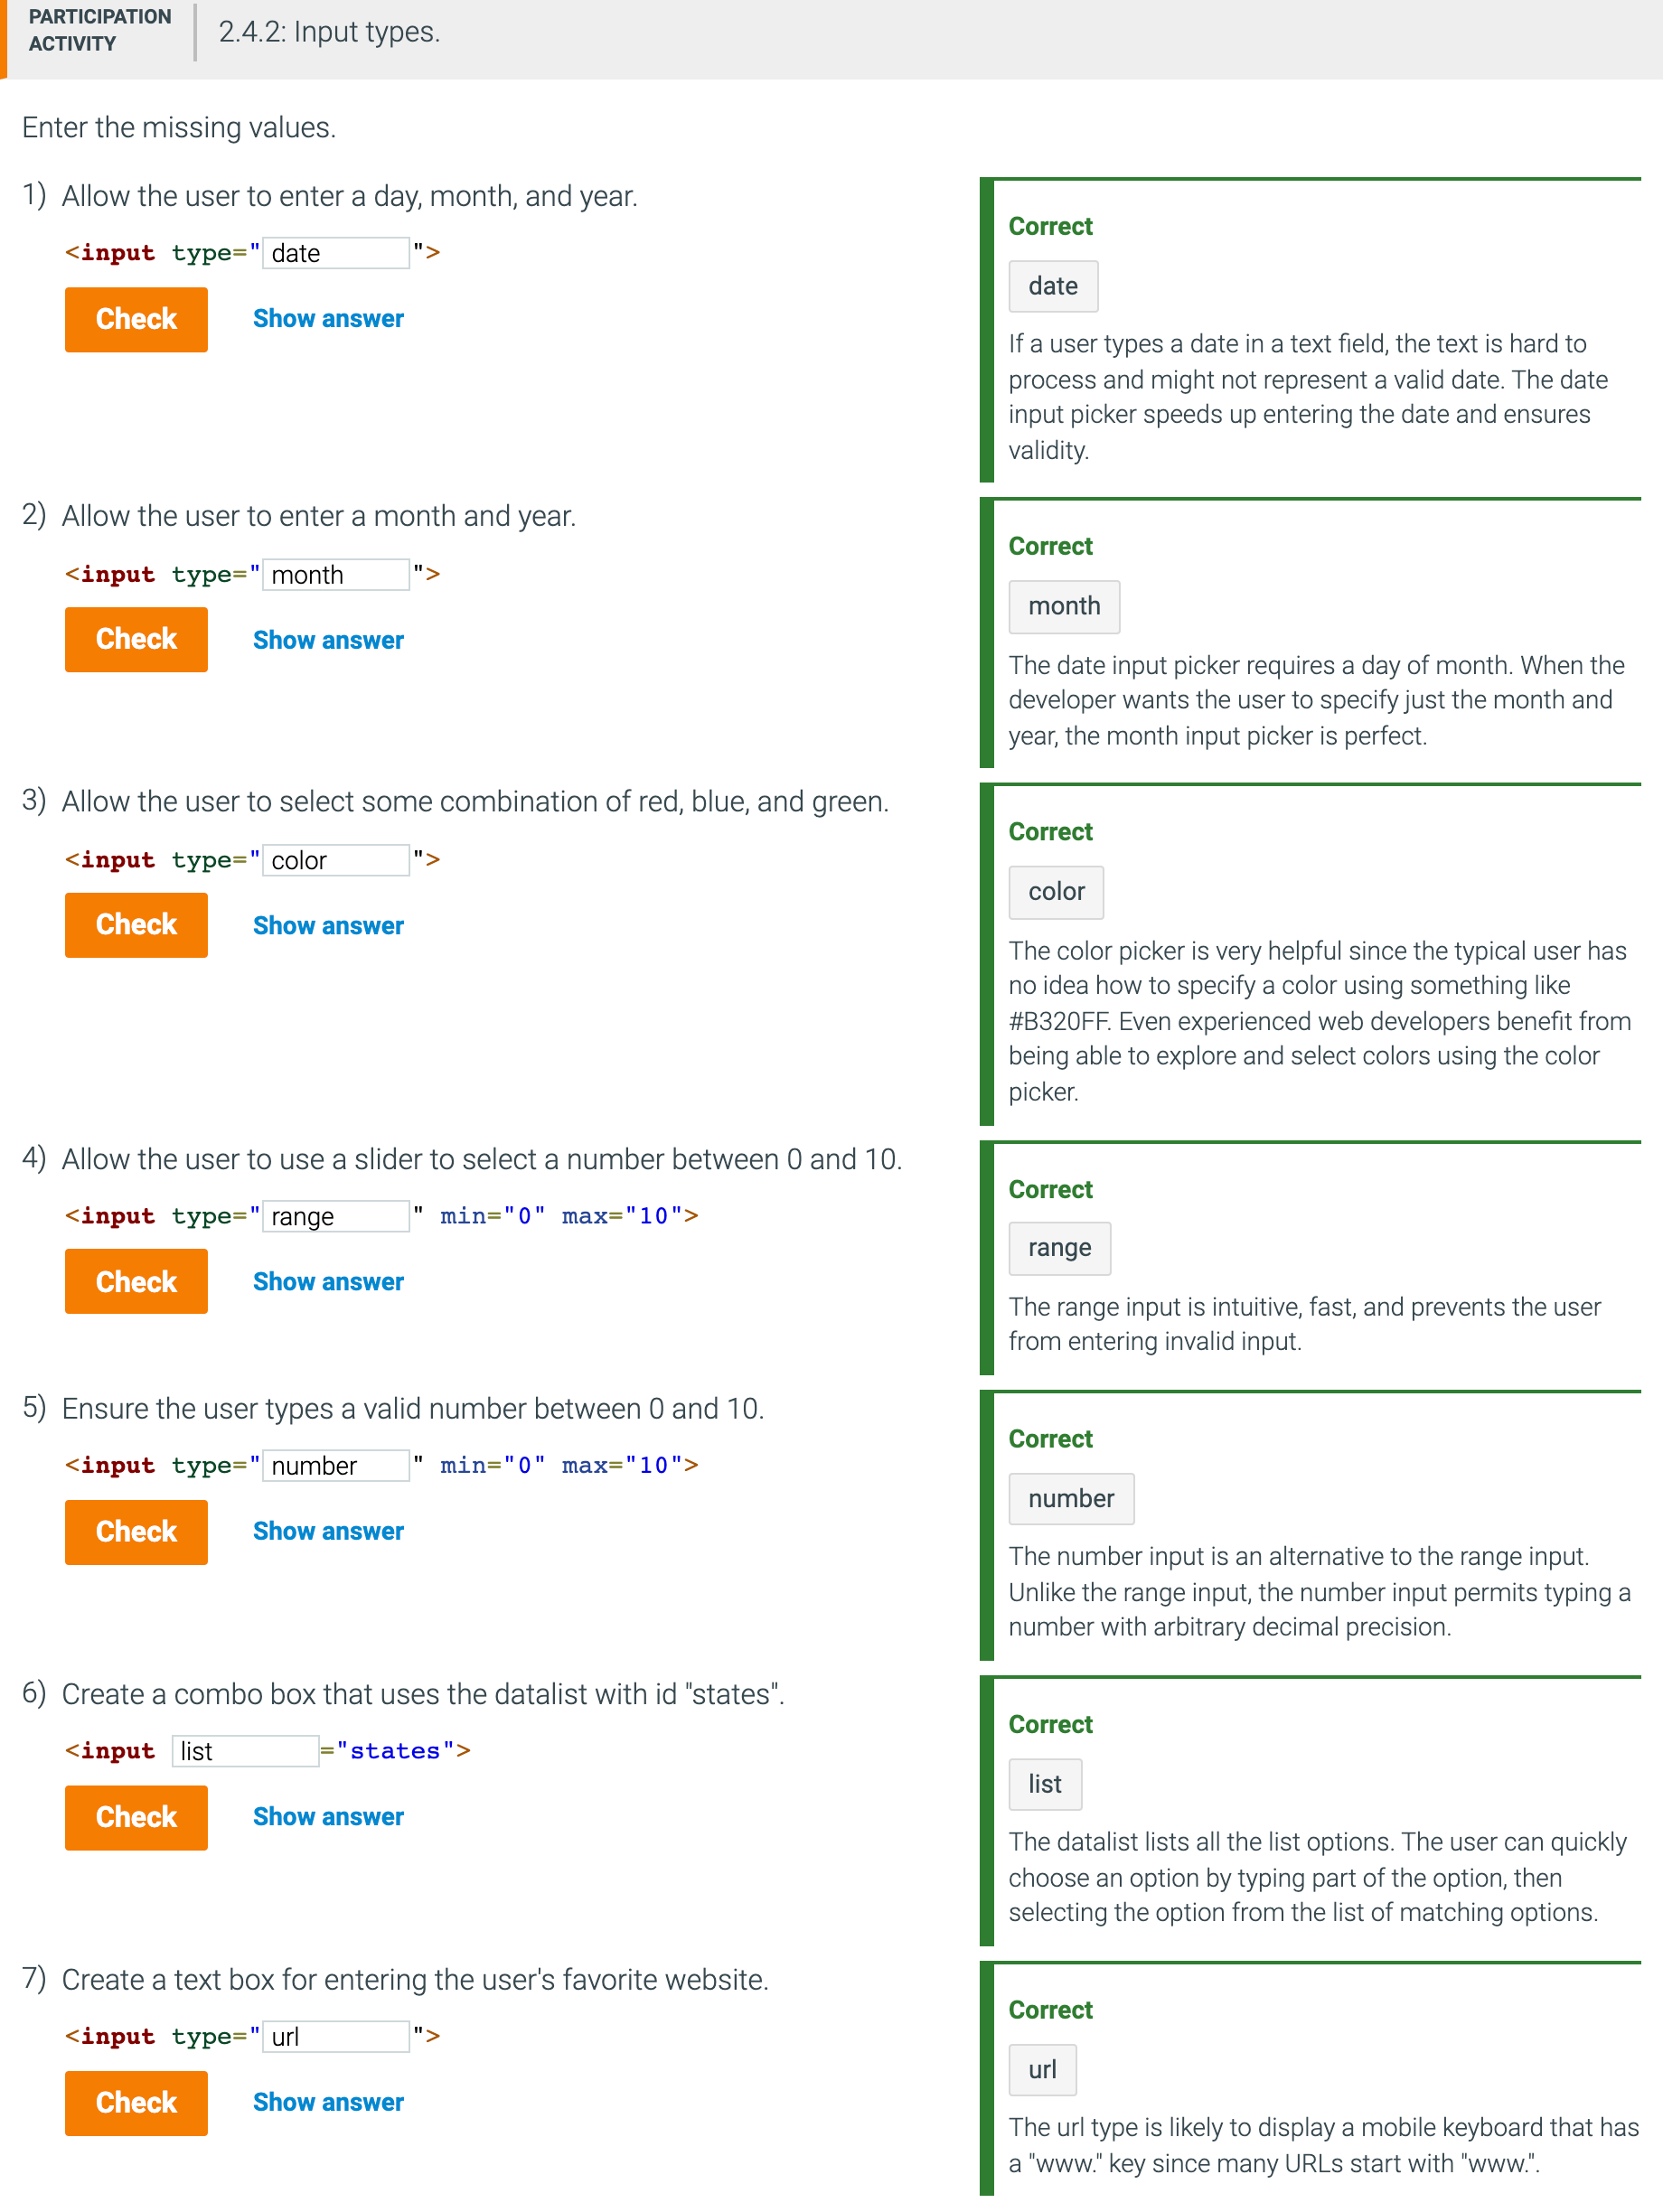 PARTICIPATION
ACTIVITY
2.4.2: Input types.
Enter the missing values.
1) Allow the user to enter a day, month, and year.
<input type="date">
Check Show answer
Correct
date
If a user types a date in a text field, the text is hard to
process and might not represent a valid date. The date
input picker speeds up entering the date and ensures
validity.
2) Allow the user to enter a month and year.
<input type="month">
Check Show answer
Correct
month
The date input picker requires a day of month. When the
developer wants the user to specify just the month and
year, the month input picker is perfect.
3) Allow the user to select some combination of red, blue, and green.
<input type="color">
Check Show answer
Correct
color
The color picker is very helpful since the typical user has
no idea how to specify a color using something like
#B320FF. Even experienced web developers benefit from
being able to explore and select colors using the color
picker.
4) Allow the user to use a slider to select a number between 0 and 10.
<input type="range" min="0" max="10">
Check Show answer
Correct
range
The range input is intuitive, fast, and prevents the user
from entering invalid input.
5) Ensure the user types a valid number between 0 and 10.
<input type="number" min="0" max="10">
Check Show answer
Correct
number
The number input is an alternative to the range input.
Unlike the range input, the number input permits typing a
number with arbitrary decimal precision.
6) Create a combo box that uses the datalist with id "states".
<input list="states">
Check Show answer
Correct
list
The datalist lists all the list options. The user can quickly
choose an option by typing part of the option, then
selecting the option from the list of matching options.
7) Create a text box for entering the user's favorite website.
<input type="url">
Check Show answer
Correct
url
The url type is likely to display a mobile keyboard that has
a "www." key since many URLs start with "www.".